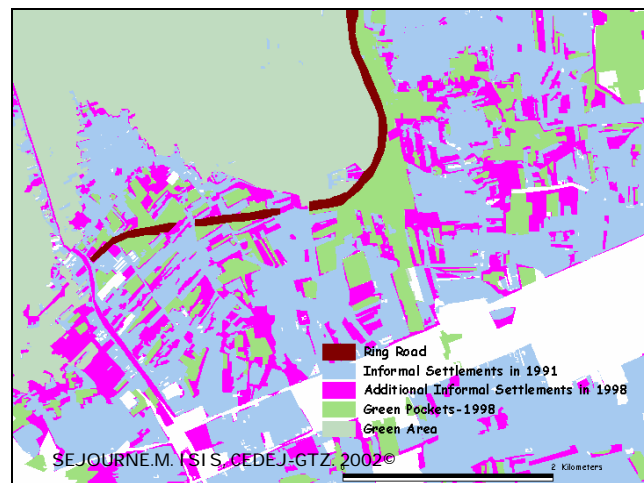 Ring Road
Informal Settlements in 1991
Additional Informal Settlements in 1998
Green Pockets-1998
Green Area
SEJOURNE.M. ISIS, CEDEJ-GTZ. 2002©
0 2 Kilometers